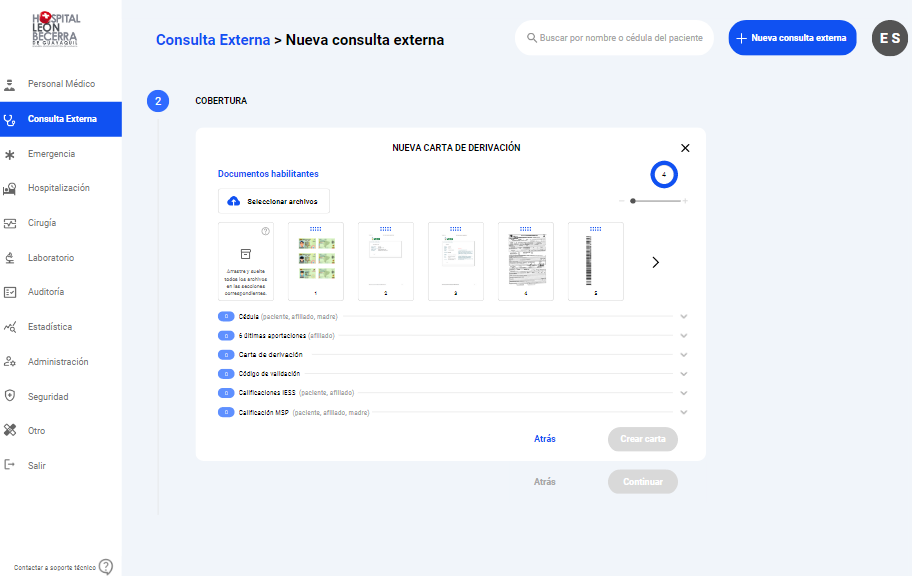 HOSPITAL
LEÓN
BECERRA
DE GUAYAQUIL
Consulta Externa > Nueva consulta externa
Buscar por nombre o cédula del paciente
Nueva consulta externa
E S
Personal Médico
Consulta Externa
Emergencia
Hospitalización
Cirugía
Laboratorio
Auditoría
Estadística
Administración
Seguridad
Otro
Salir
Contactar a soporte técnico
2
COBERTURA
NUEVA CARTA DE DERIVACIÓN
Documentos habilitantes
4
Seleccionar archivos
Arrastre y suelte
todos los archivos
en las secciones
correspondientes.
1
2
3
4
5
0 Cédula (paciente, afiliado, madre)
0 6 últimas aportaciones (afiliado)
0 Carta de derivación
0 Código de validación
0 Calificaciones IESS (paciente, afiliado)
0 Calificación MSP (paciente, afiliado, madre)
Atrás
Crear carta
Atrás
Continuar